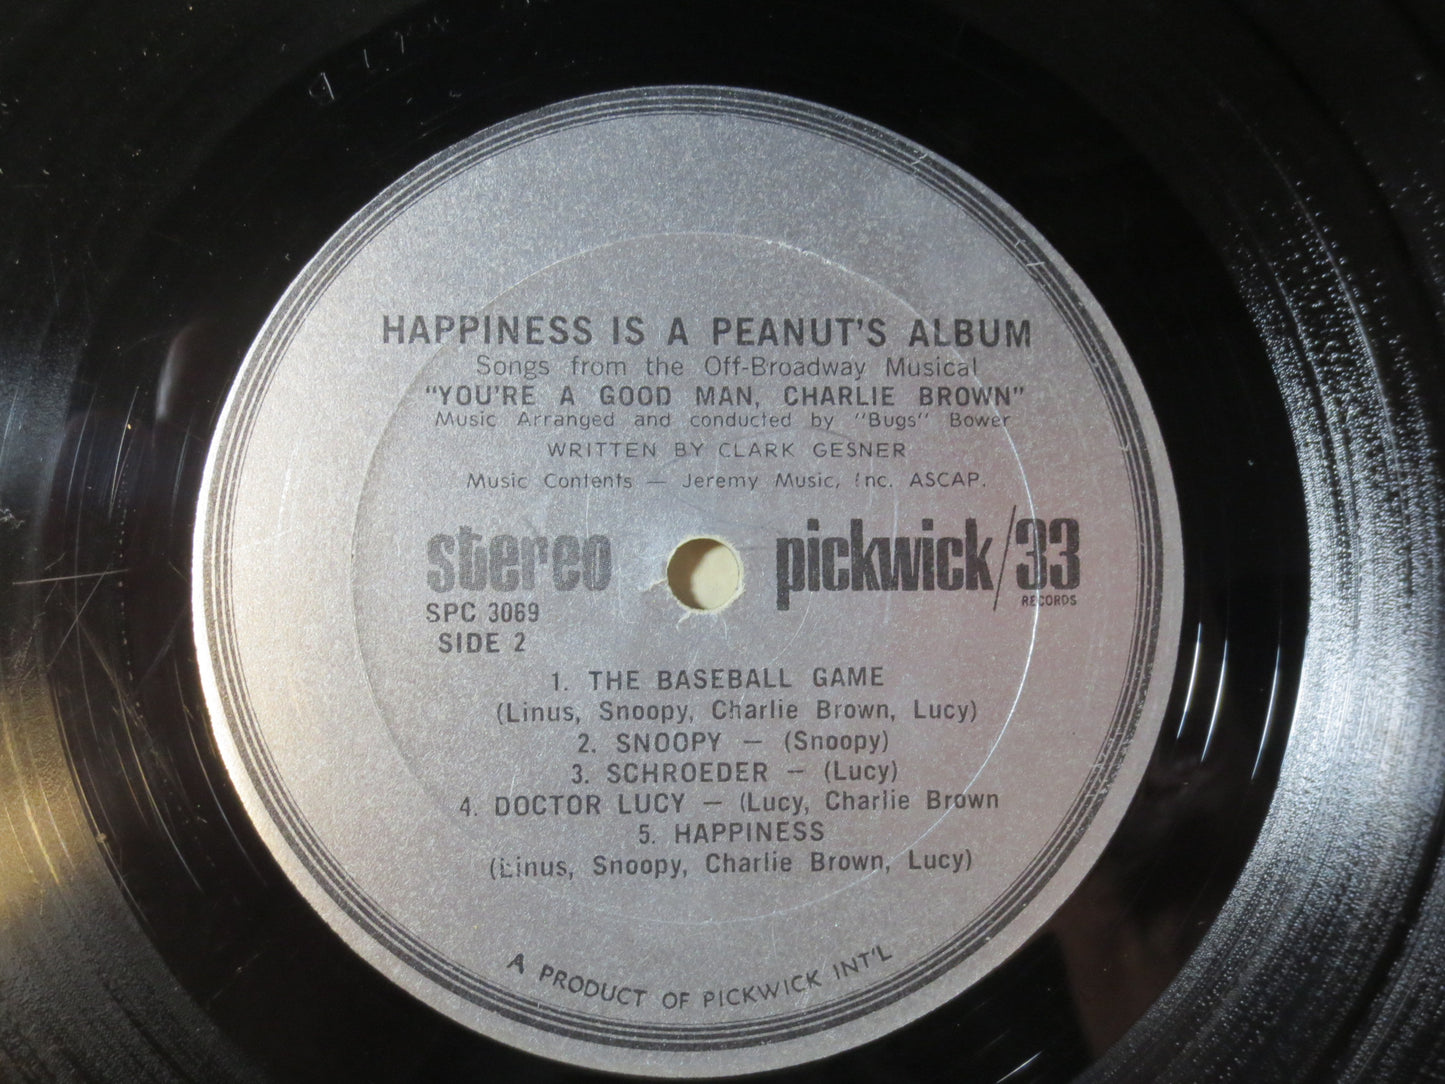 HAPPINESS IS A PEANUT'S ALBUM
Songs from the Off-Broadway Musical
"YOU'RE A GOOD MAN, CHARLIE BROWN"
Music Arranged and conducted by "Bugs" Bower
WRITTEN BY CLARK GESNER
Music Contents — Jeremy Music, Inc. ASCAP.
stereo pickwick/33
RECORDS
SPC 3069
SIDE 2
1. THE BASEBALL GAME
(Linus, Snoopy, Charlie Brown, Lucy)
2. SNOOPY — (Snoopy)
3. SCHROEDER — (Lucy)
4. DOCTOR LUCY — (Lucy, Charlie Brown
5. HAPPINESS
(Linus, Snoopy, Charlie Brown, Lucy)
A PRODUCT OF PICKWICK INT'L